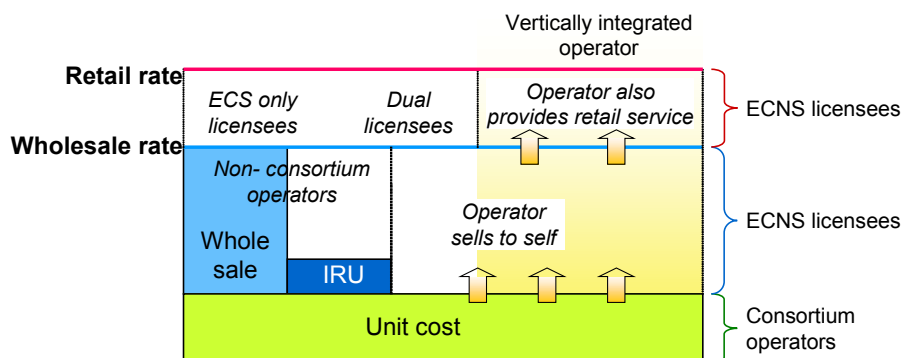 Vertically integrated
operator
Retail rate
ECS only
licensees
Dual
licensees
Operator also
provides retail service
ECNS licensees
Wholesale rate
Non- consortium
operators
Whole
sale
IRU
Operator
sells to self
ECNS licensees
Unit cost
Consortium
operators